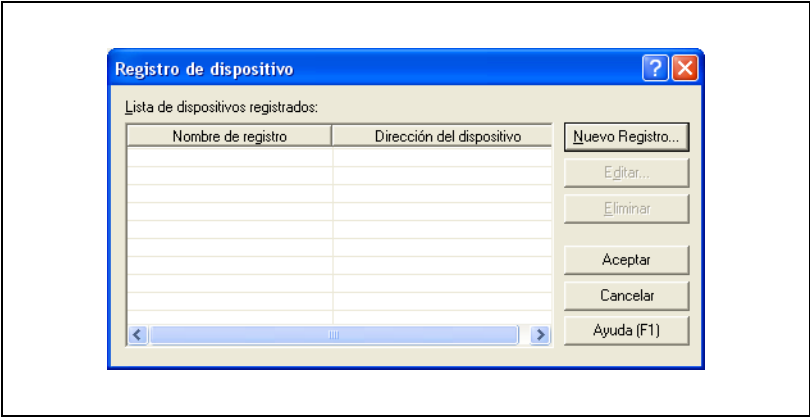 Registro de dispositivo
Lista de dispositivos registrados:
Nombre de registro Dirección del dispositivo
Nuevo Registro...
Editar...
Eliminar
Aceptar
Cancelar
Ayuda (F1)